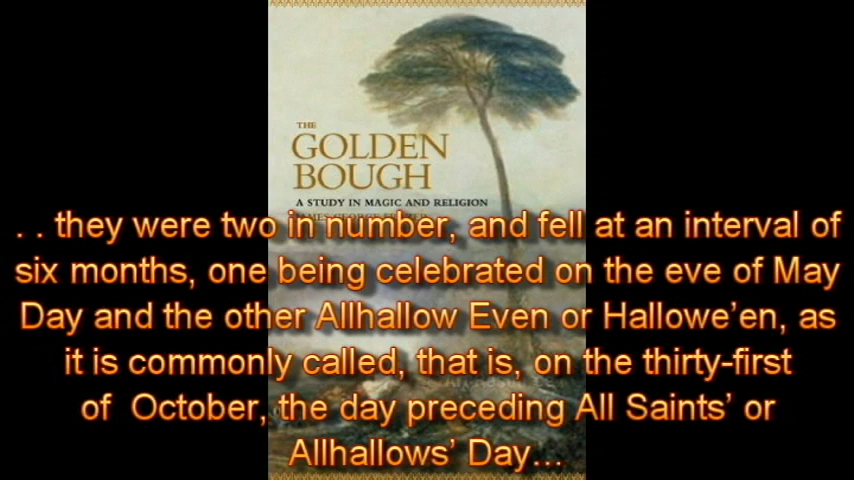 THE
GOLDEN
BOUGH
A STUDY IN MAGIC AND RELIGION
. . they were two in number, and fell at an interval of
six months, one being celebrated on the eve of May
Day and the other Allhallow Even or Hallowe’en, as
it is commonly called, that is, on the thirty-first
of October, the day preceding All Saints’ or
Allhallows’ Day...